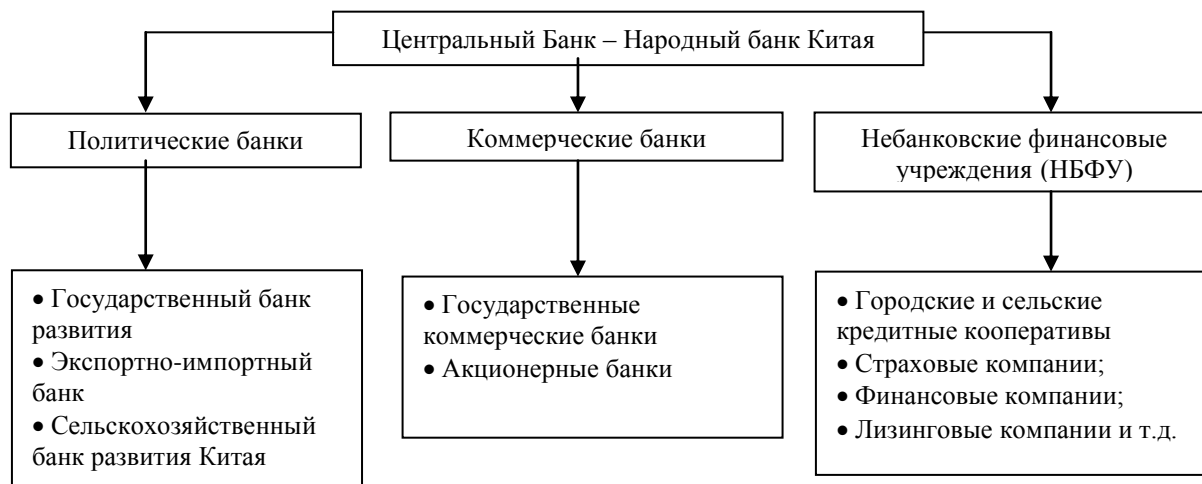 Центральный Банк – Народный банк Китая
Политические банки
Коммерческие банки
Небанковские финансовые
учреждения (НБФУ)
• Государственный банк
развития
• Экспортно-импортный
банк
• Сельскохозяйственный
банк развития Китая
• Государственные
коммерческие банки
• Акционерные банки
• Городские и сельские
кредитные кооперативы
• Страховые компании;
• Финансовые компании;
• Лизинговые компании и т.д.